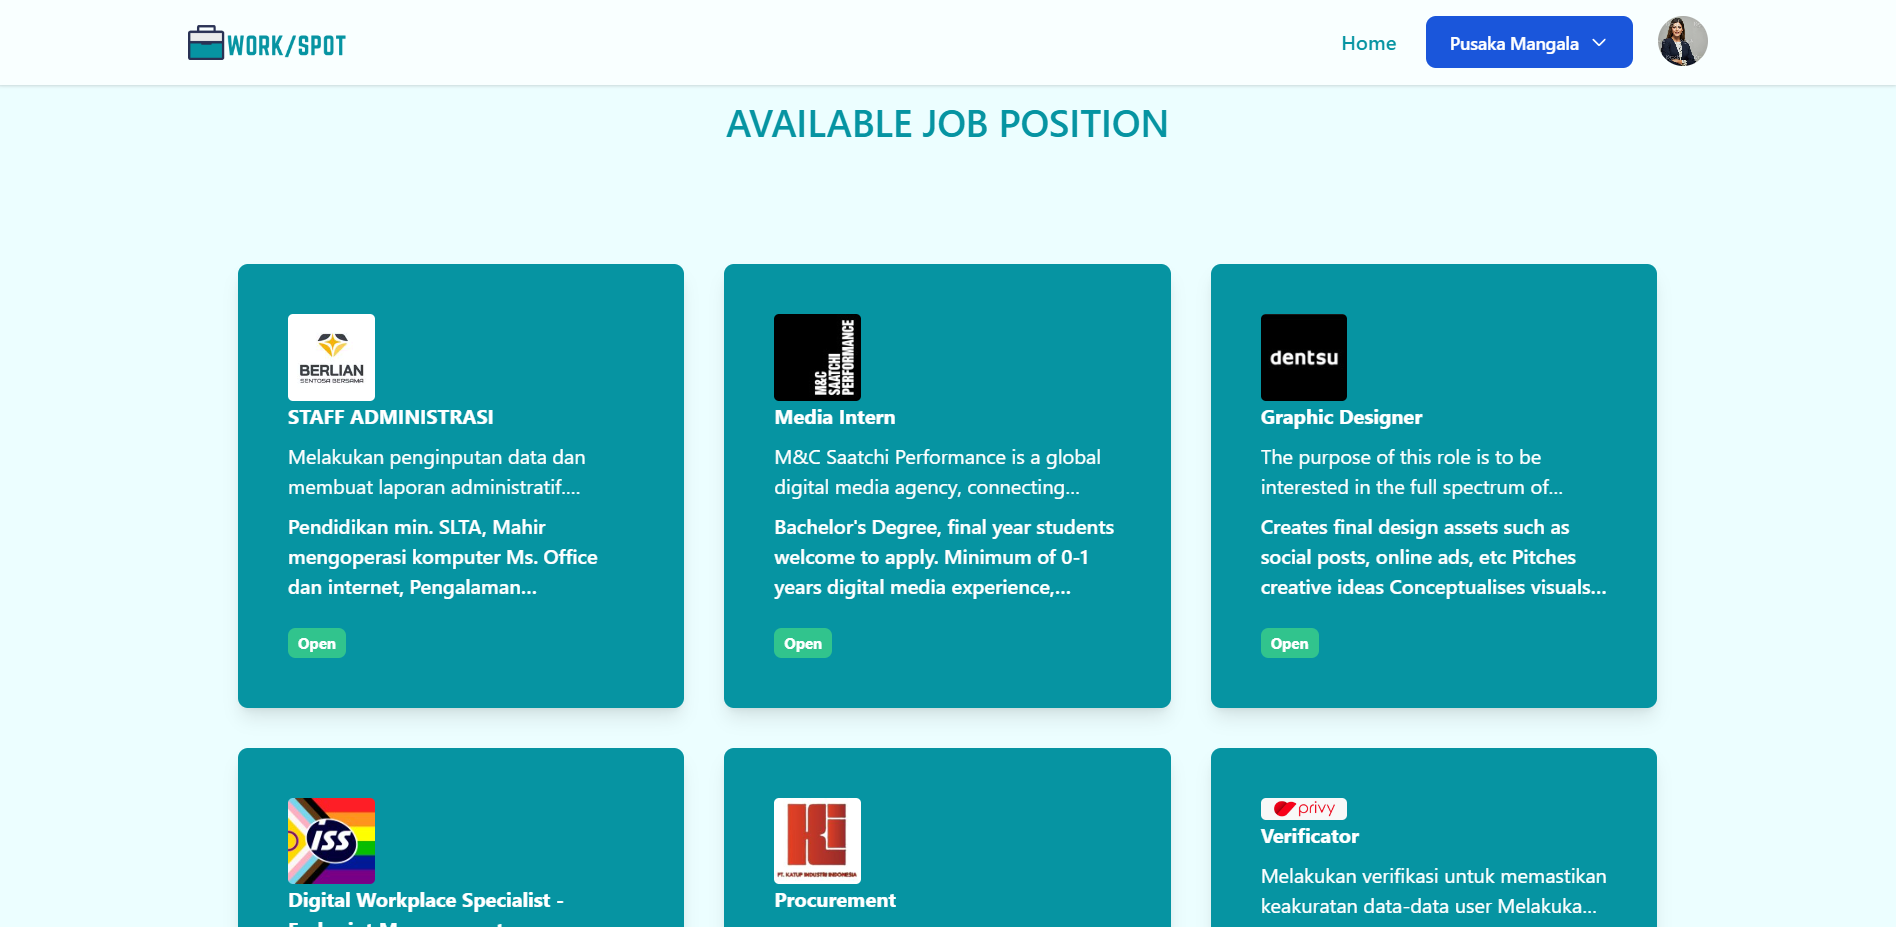 WORK/SPOT
Home
Pusaka Mangala
AVAILABLE JOB POSITION
BERLIAN
SENTOSA BERSAMA
STAFF ADMINISTRASI
Melakukan penginputan data dan
membuat laporan administratif....
Pendidikan min. SLTA, Mahir
mengoperasi komputer Ms. Office
dan internet, Pengalaman...
Open
M&C
SAATCHI
PERFORMANCE
Media Intern
M&C Saatchi Performance is a global
digital media agency, connecting...
Bachelor's Degree, final year students
welcome to apply. Minimum of 0-1
years digital media experience,...
Open
dentsu
Graphic Designer
The purpose of this role is to be
interested in the full spectrum of...
Creates final design assets such as
social posts, online ads, etc Pitches
creative ideas Conceptualises visuals...
Open
ISS
Digital Workplace Specialist -
Ki
PT. KATUP INDUSTRI INDONESIA
Procurement
privy
Verificator
Melakukan verifikasi untuk memastikan
keakuratan data-data user Melakuka...